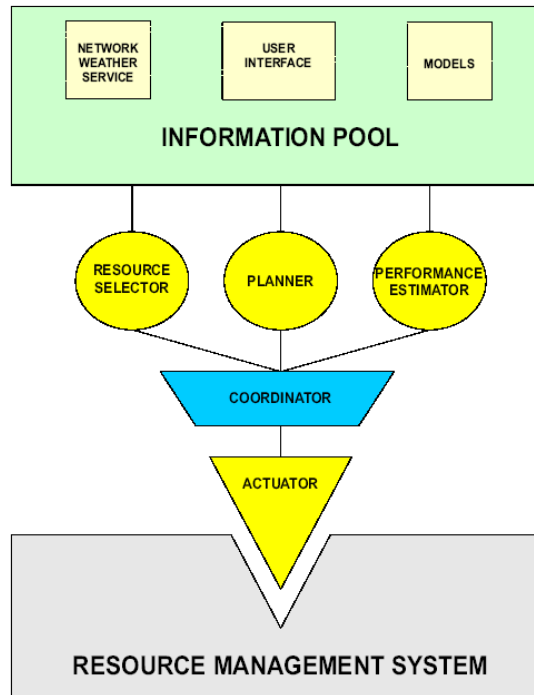 NETWORK
WEATHER
SERVICE
USER
INTERFACE
MODELS
INFORMATION POOL
RESOURCE
SELECTOR
PLANNER
PERFORMANCE
ESTIMATOR
COORDINATOR
ACTUATOR
RESOURCE MANAGEMENT SYSTEM